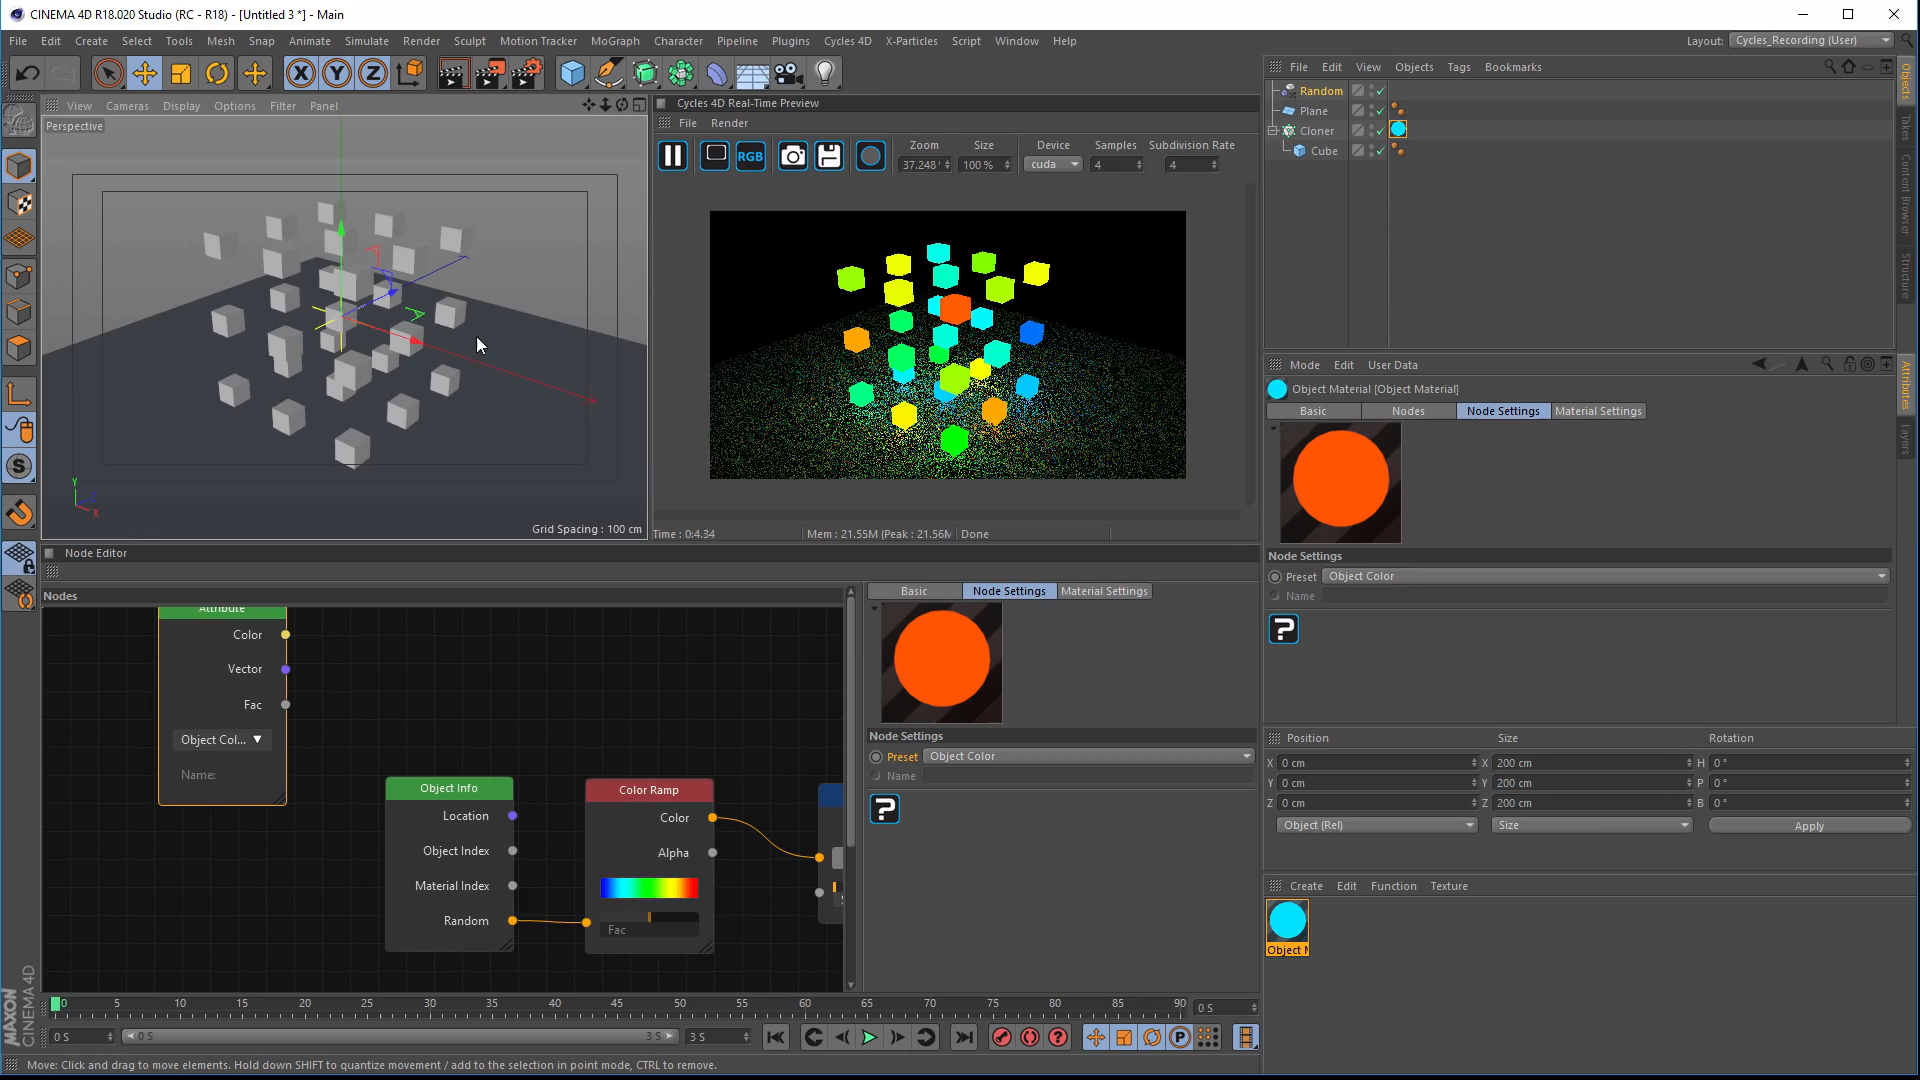 CINEMA 4D R18.020 Studio (RC - R18) - [Untitled 3 *] - Main
File Edit Create Select Tools Mesh Snap Animate Simulate Render Sculpt Motion Tracker MoGraph Character Pipeline Plugins Cycles 4D X-Particles Script Window Help
Layout: Cycles_Recording (User)
X Y Z
View Cameras Display Options Filter Panel
Perspective
Y
Z
X
Grid Spacing : 100 cm
Cycles 4D Real-Time Preview
File Render
Zoom Size Device Samples Subdivision Rate
RGB 37.248 100 % cuda 4 4
Time : 0:4.34 Mem : 21.55M (Peak : 21.56M Done
File Edit View Objects Tags Bookmarks
Random
Plane
Cloner
Cube
Objects
Takes
Content Browser
Structure
Mode Edit User Data
Object Material [Object Material]
Basic Nodes Node Settings Material Settings
Node Settings
Preset Object Color
Name
?
Attributes
Layers
Node Editor
Nodes
Attribute
Color
Vector
Fac
Object Col...
Name:
Object Info
Location
Object Index
Material Index
Random
Color Ramp
Color
Alpha
Fac
Basic Node Settings Material Settings
Node Settings
Preset Object Color
Name
?
Position Size Rotation
X 0 cm X 200 cm H 0 °
Y 0 cm Y 200 cm P 0 °
Z 0 cm Z 200 cm B 0 °
Object (Rel) Size Apply
Create Edit Function Texture
Object M
0 5 10 15 20 25 30 35 40 45 50 55 60 65 70 75 80 85 90 0 S
0 S 0 S 3 S 3 S
P
MAXON
CINEMA 4D
Move: Click and drag to move elements. Hold down SHIFT to quantize movement / add to the selection in point mode, CTRL to remove.